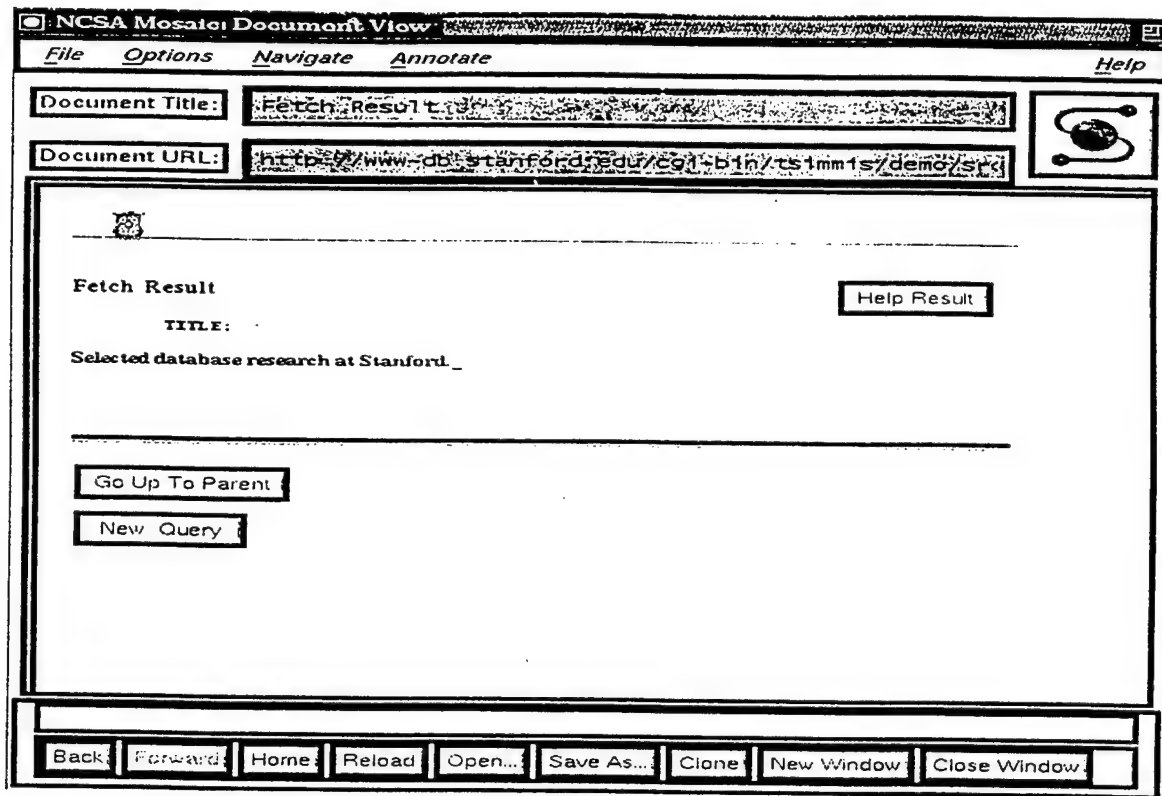 NCSA Mosaic: Document View
File Options Navigate Annotate Help
Document Title: Fetch Result
Document URL: http://www-db.stanford.edu/cgi-bin/tsimmis/demo/src
Fetch Result
Help Result
TITLE:
Selected database research at Stanford._
Go Up To Parent
New Query
Back Forward Home Reload Open... Save As... Clone New Window Close Window